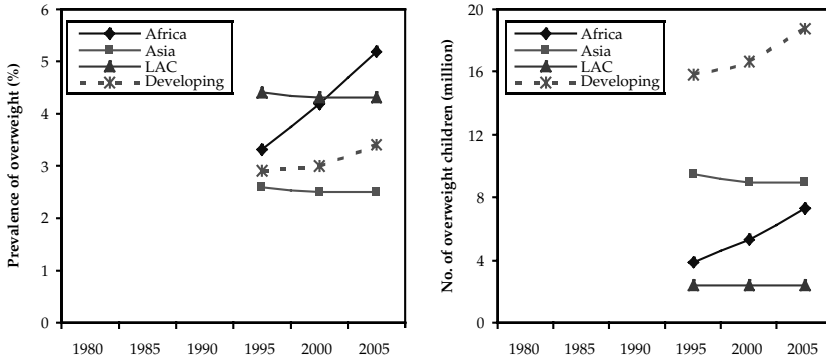 Prevalence of overweight (%)
6
5
4
3
2
1
0
Africa
Asia
LAC
Developing
1980 1985 1990 1995 2000 2005
No. of overweight children (million)
20
16
12
8
4
0
Africa
Asia
LAC
Developing
1980 1985 1990 1995 2000 2005